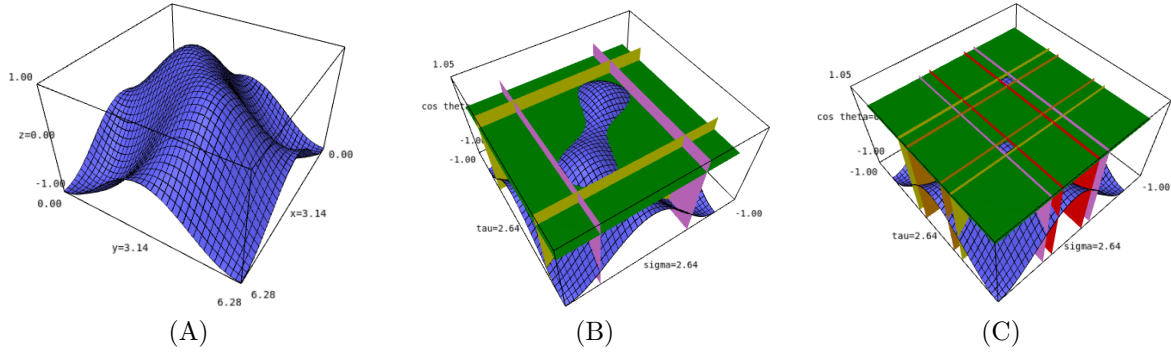 1.00
z=0.00
-1.00
0.00
y=3.14
6.28
6.28
x=3.14
0.00
(A)
1.05
cos theta
-1.00
-1.00
tau=2.64
sigma=2.64
-1.00
(B)
1.05
cos theta=
-1.00
-1.00
tau=2.64
sigma=2.64
-1.00
(C)